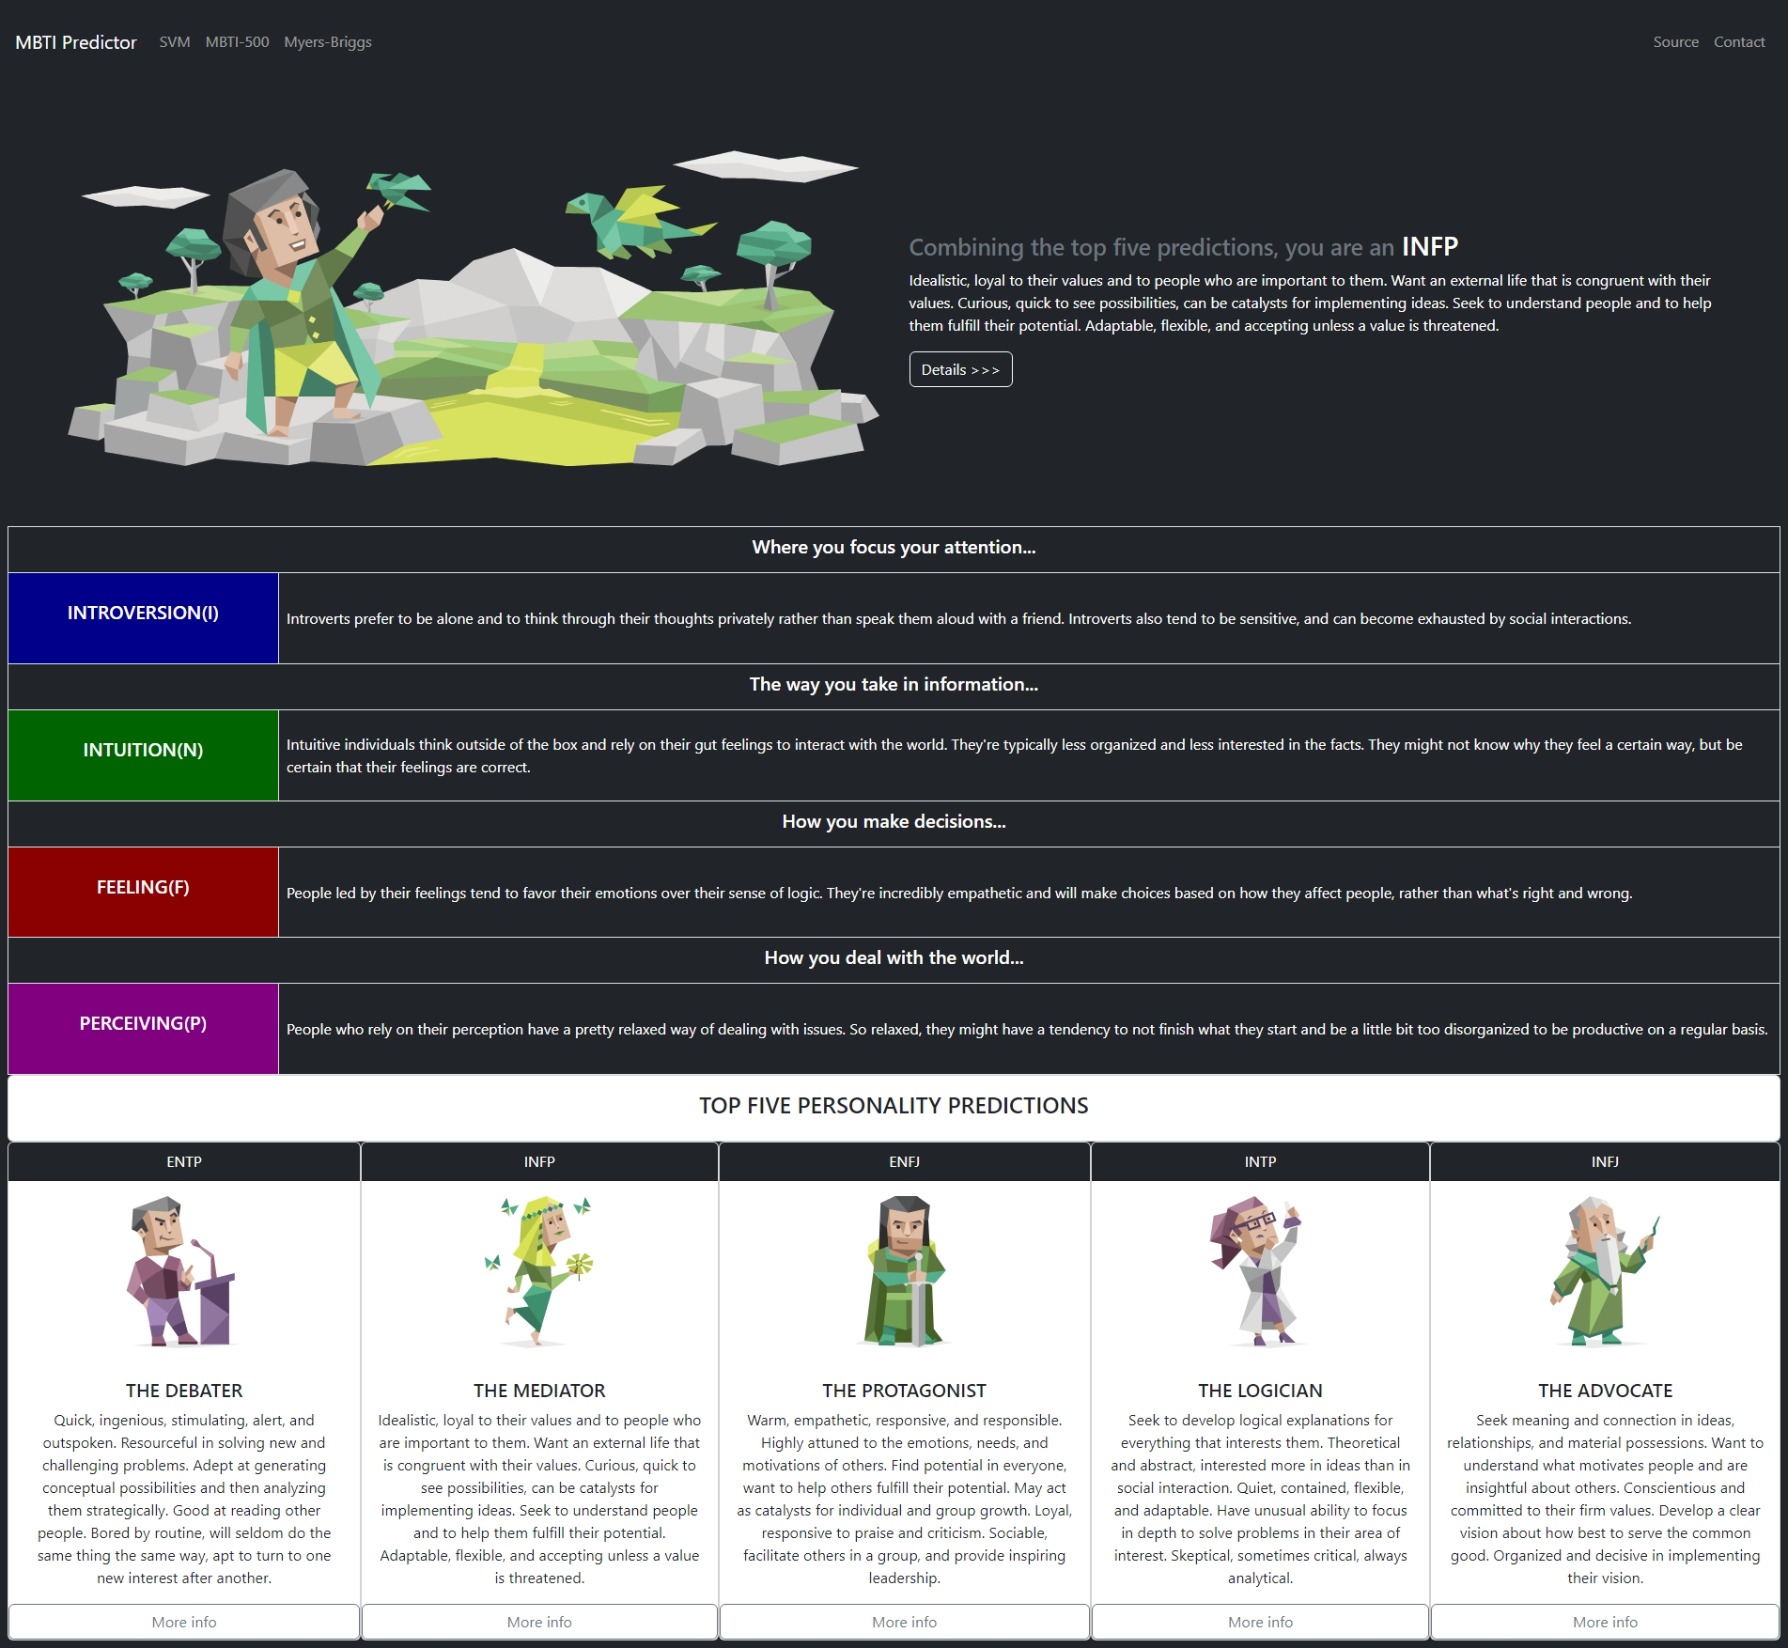 MBTI Predictor SVM MBTI-500 Myers-Briggs Source Contact
Combining the top five predictions, you are an INFP
Idealistic, loyal to their values and to people who are important to them. Want an external life that is congruent with their
values. Curious, quick to see possibilities, can be catalysts for implementing ideas. Seek to understand people and to help
them fulfill their potential. Adaptable, flexible, and accepting unless a value is threatened.
Details >>>
Where you focus your attention...
INTROVERSION(I)
Introverts prefer to be alone and to think through their thoughts privately rather than speak them aloud with a friend. Introverts also tend to be sensitive, and can become exhausted by social interactions.
The way you take in information...
INTUITION(N)
Intuitive individuals think outside of the box and rely on their gut feelings to interact with the world. They're typically less organized and less interested in the facts. They might not know why they feel a certain way, but be
certain that their feelings are correct.
How you make decisions...
FEELING(F)
People led by their feelings tend to favor their emotions over their sense of logic. They're incredibly empathetic and will make choices based on how they affect people, rather than what's right and wrong.
How you deal with the world...
PERCEIVING(P)
People who rely on their perception have a pretty relaxed way of dealing with issues. So relaxed, they might have a tendency to not finish what they start and be a little bit too disorganized to be productive on a regular basis.
TOP FIVE PERSONALITY PREDICTIONS
ENTP
THE DEBATER
Quick, ingenious, stimulating, alert, and
outspoken. Resourceful in solving new and
challenging problems. Adept at generating
conceptual possibilities and then analyzing
them strategically. Good at reading other
people. Bored by routine, will seldom do the
same thing the same way, apt to turn to one
new interest after another.
More info
INFP
THE MEDIATOR
Idealistic, loyal to their values and to people who
are important to them. Want an external life that
is congruent with their values. Curious, quick to
see possibilities, can be catalysts for
implementing ideas. Seek to understand people
and to help them fulfill their potential.
Adaptable, flexible, and accepting unless a value
is threatened.
More info
ENFJ
THE PROTAGONIST
Warm, empathetic, responsive, and responsible.
Highly attuned to the emotions, needs, and
motivations of others. Find potential in everyone,
want to help others fulfill their potential. May act
as catalysts for individual and group growth. Loyal,
responsive to praise and criticism. Sociable,
facilitate others in a group, and provide inspiring
leadership.
More info
INTP
THE LOGICIAN
Seek to develop logical explanations for
everything that interests them. Theoretical
and abstract, interested more in ideas than in
social interaction. Quiet, contained, flexible,
and adaptable. Have unusual ability to focus
in depth to solve problems in their area of
interest. Skeptical, sometimes critical, always
analytical.
More info
INFJ
THE ADVOCATE
Seek meaning and connection in ideas,
relationships, and material possessions. Want to
understand what motivates people and are
insightful about others. Conscientious and
committed to their firm values. Develop a clear
vision about how best to serve the common
good. Organized and decisive in implementing
their vision.
More info